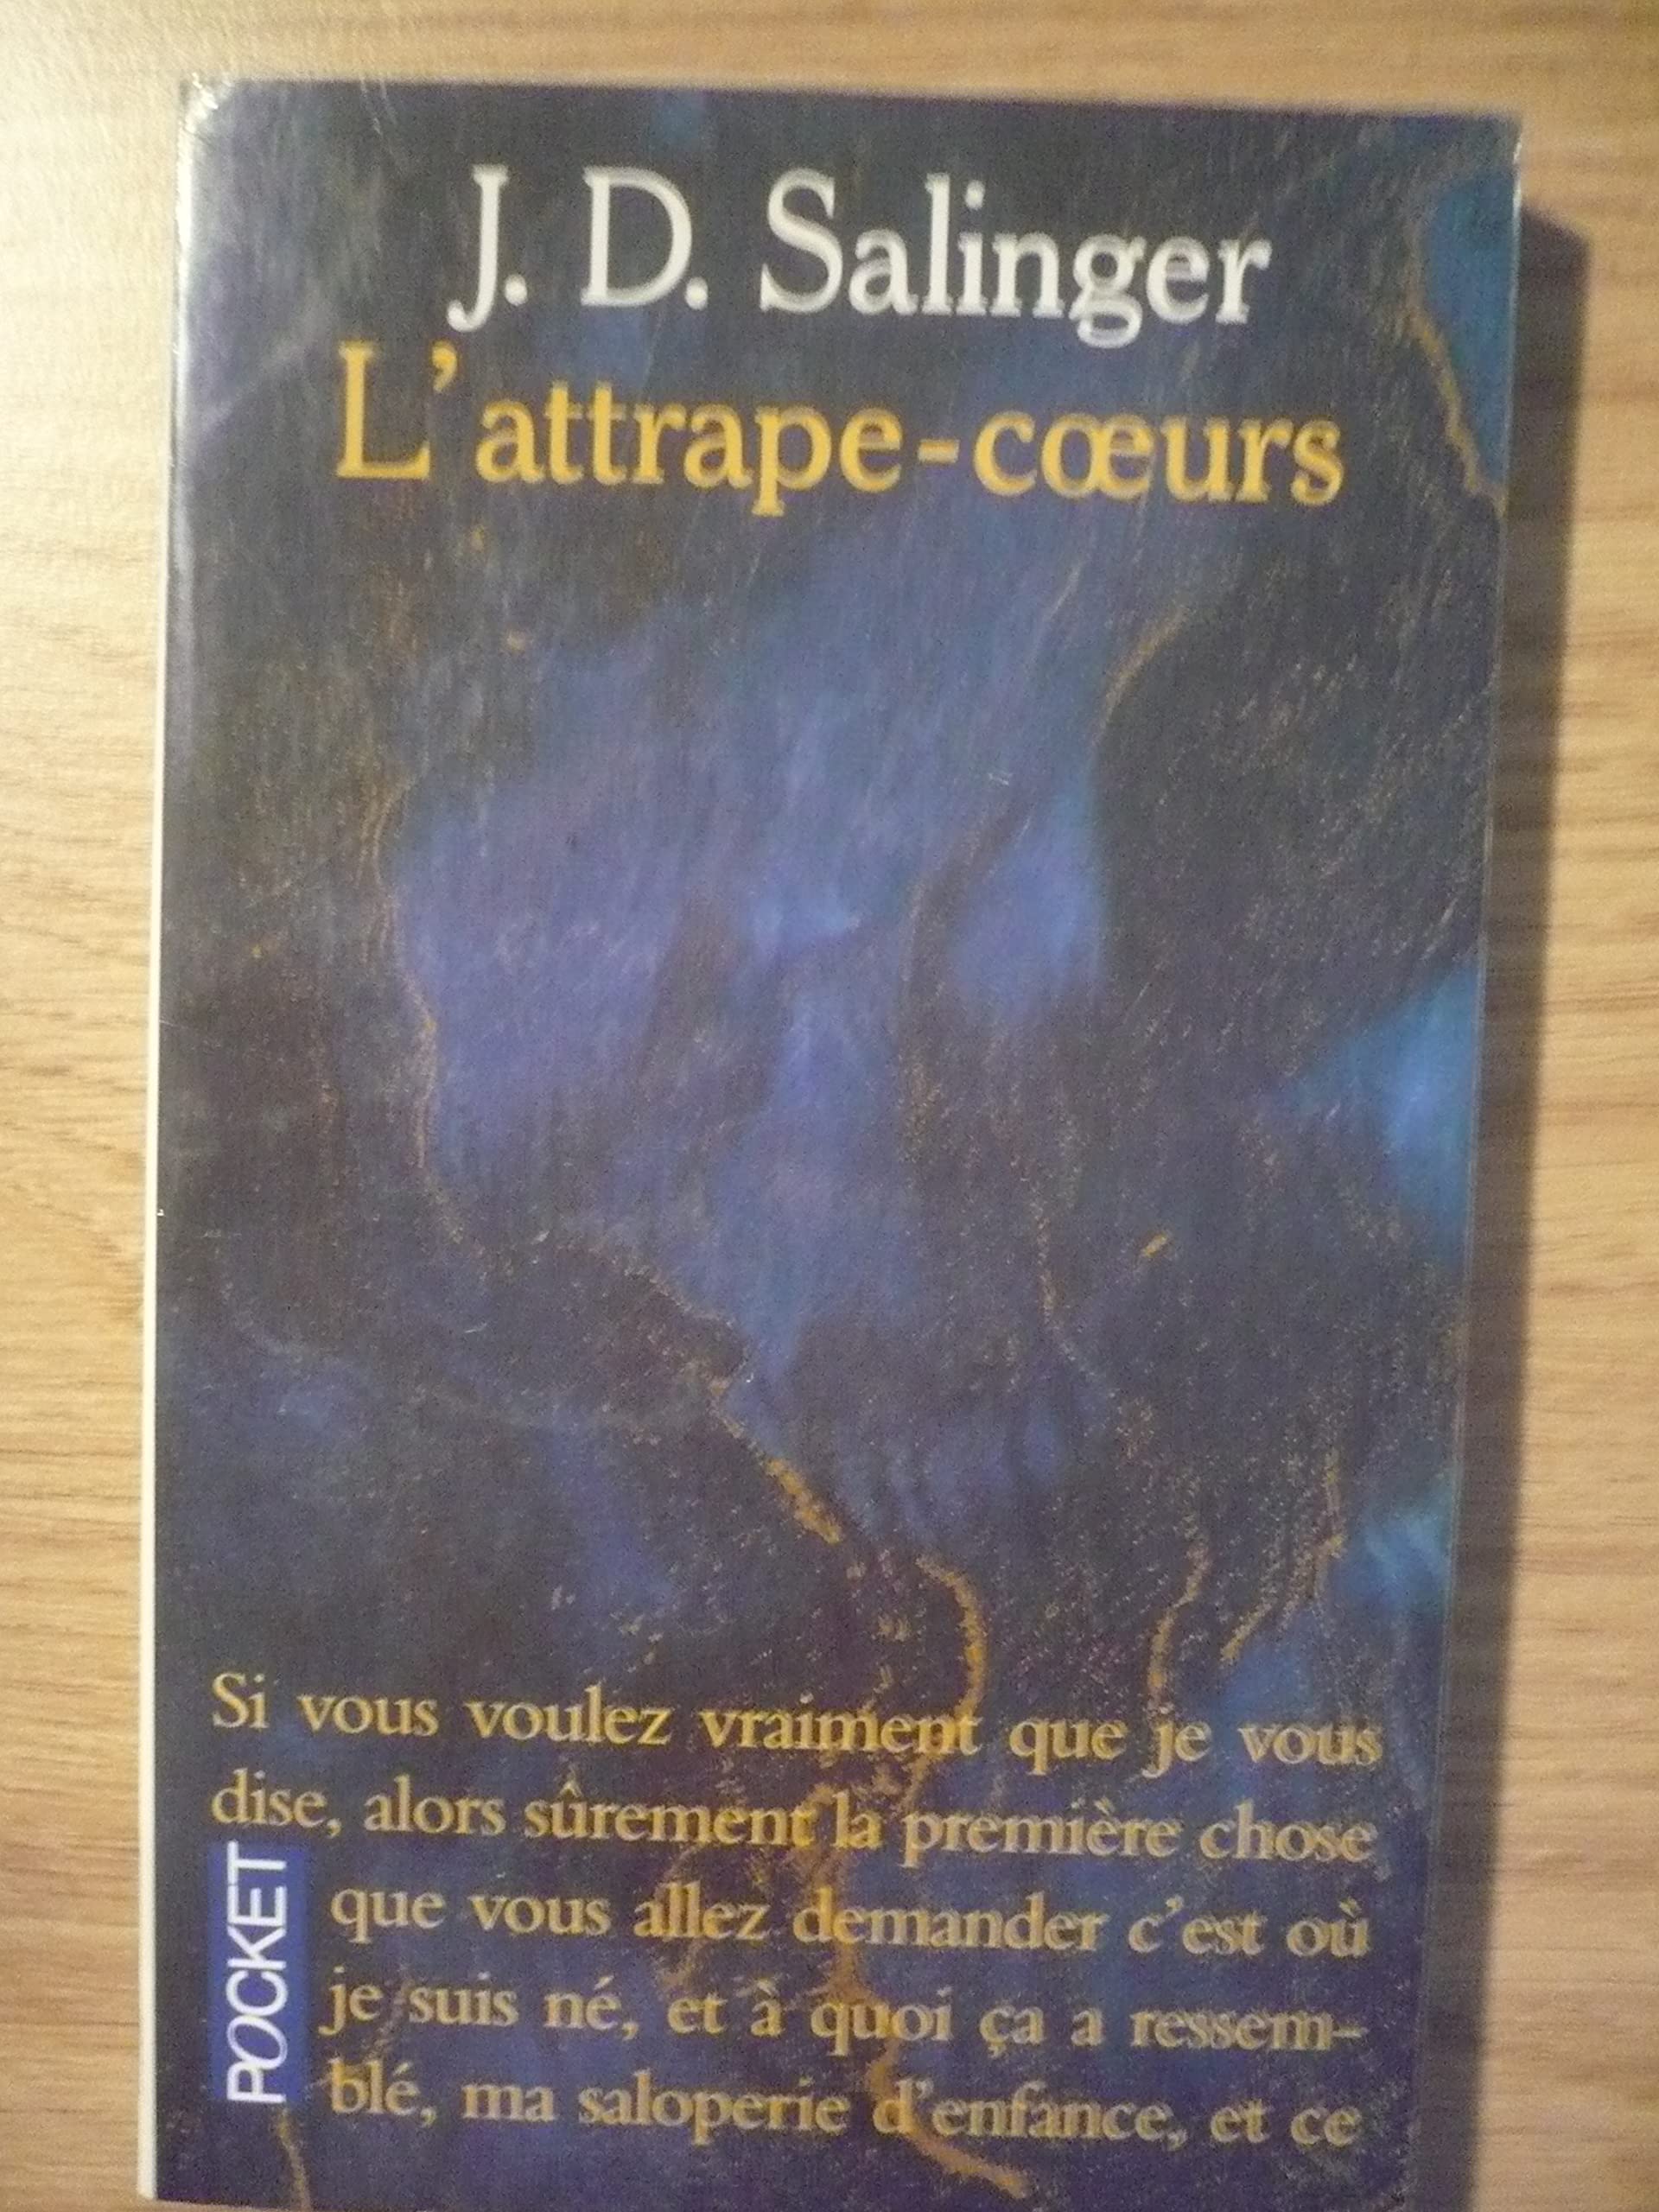 J. D. Salinger
L'attrape-cœurs
Si vous voulez vraiment que je vous
dise, alors sûrement la première chose
que vous allez demander c'est où
je suis né, et à quoi ça a ressem-
blé, ma saloperie d'enfance, et ce
POCKET